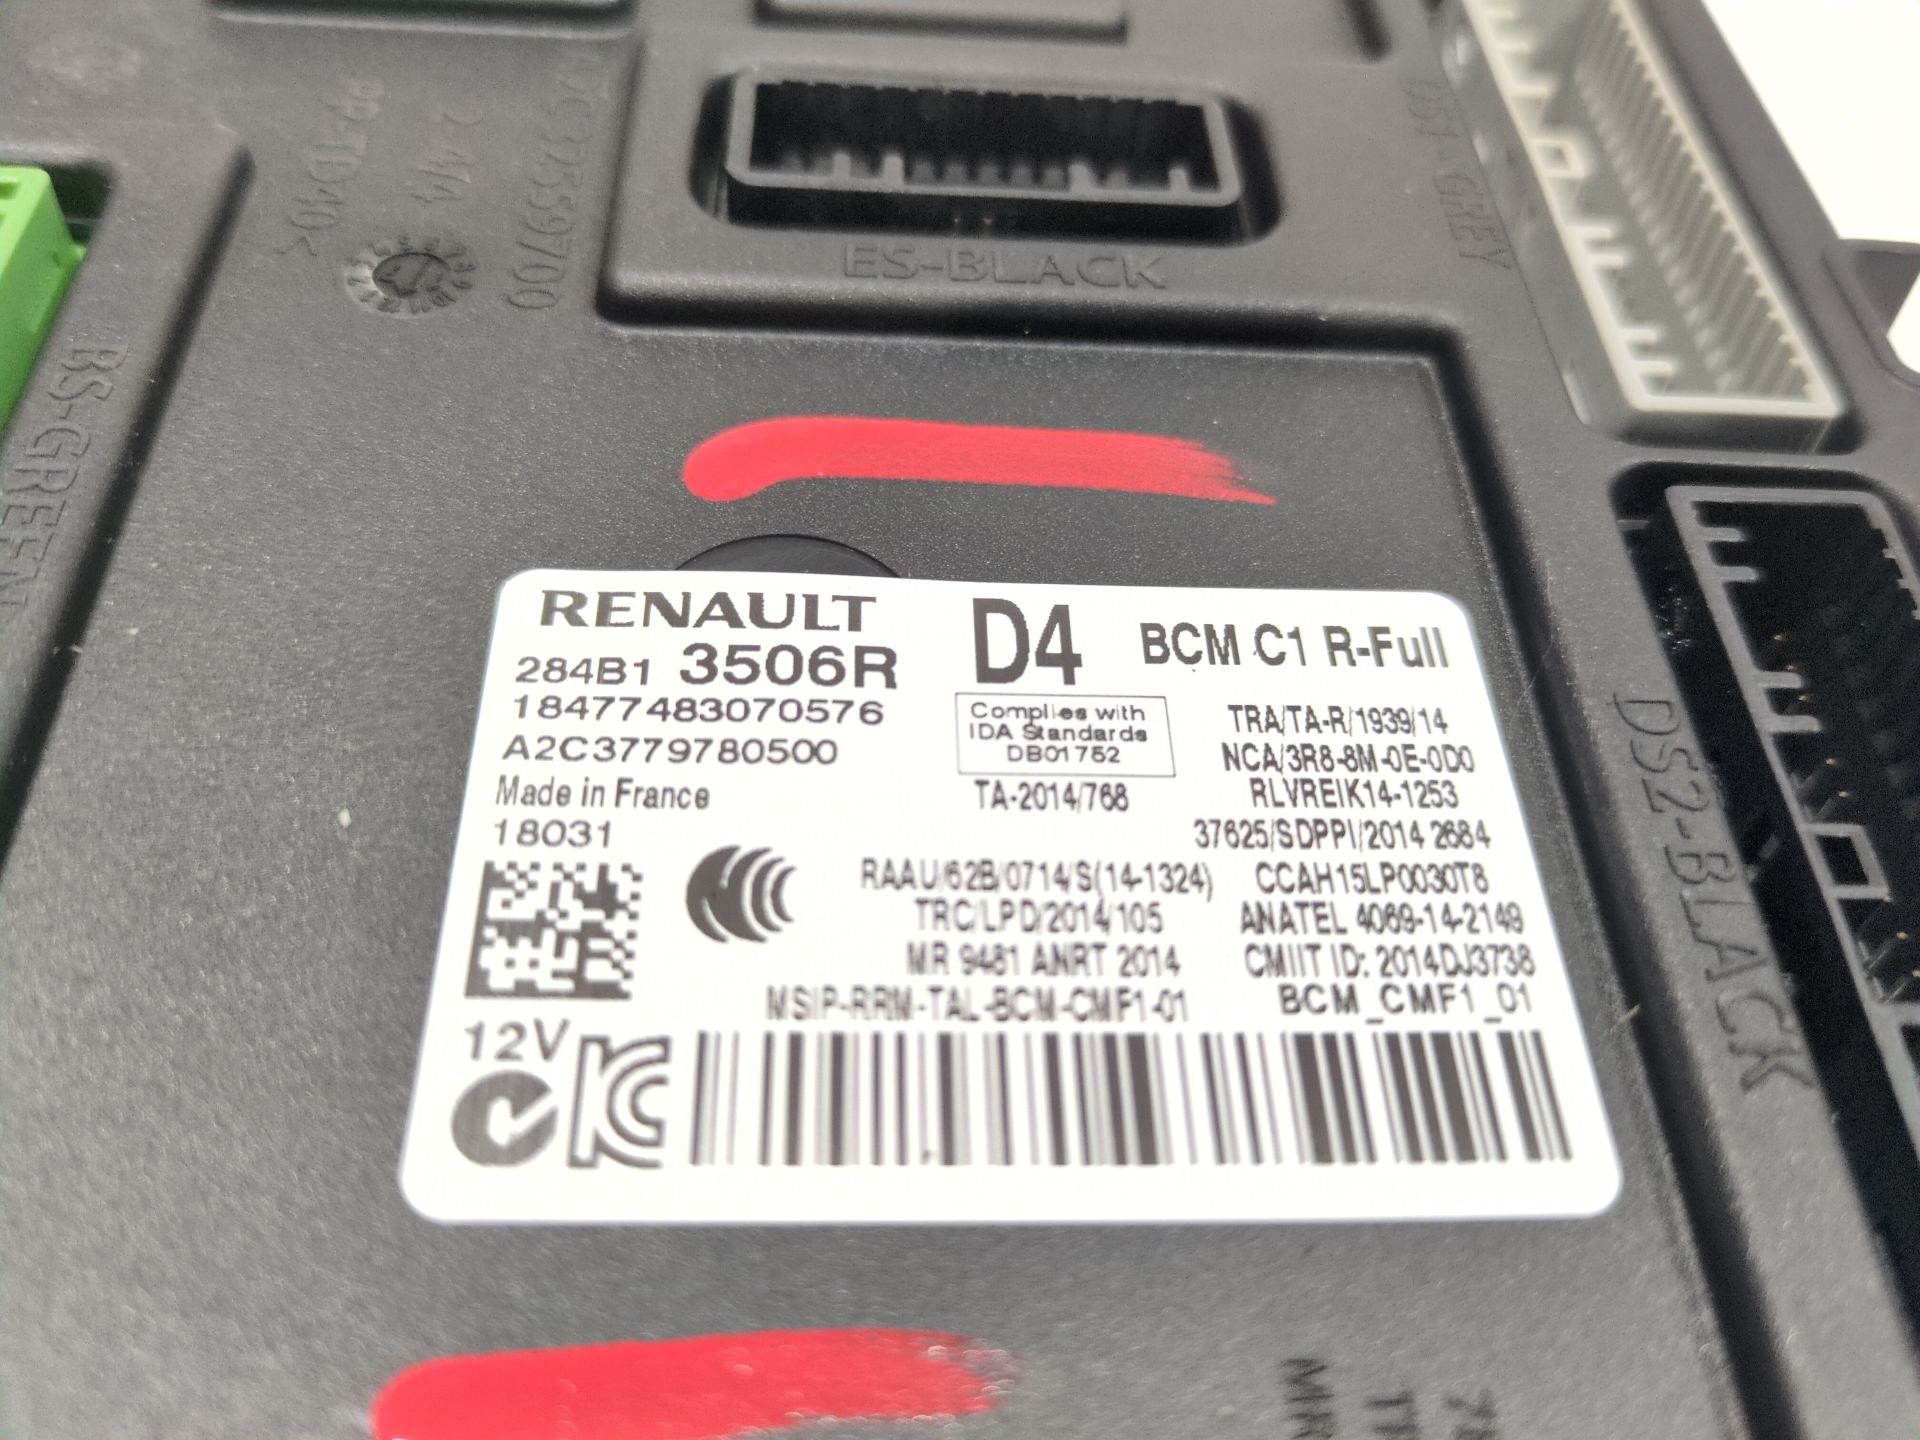 2-474
ES-BLACK
DS1-GREY
BS-GREEN
DS2-BLACK
RENAULT
284B1 3506R
18477483070576
A2C3779780500
Made in France
18031
D4
BCM C1 R-Full
Complies with
IDA Standards
DB01752
TA-2014/768
TRA/TA-R/1939/14
NCA/3R8-8M-0E-0D0
RLVREIK14-1253
37625/SDPPI/2014 2684
RAAU/62B/0714/S(14-1324)
CCAH15LP0030T8
TRC/LPD/2014/105
ANATEL 4069-14-2149
MR 9481 ANRT 2014
CMIIT ID: 2014DJ3738
MSIP-RRM-TAL-BCM-CMF1-01
BCM_CMF1_01
12V